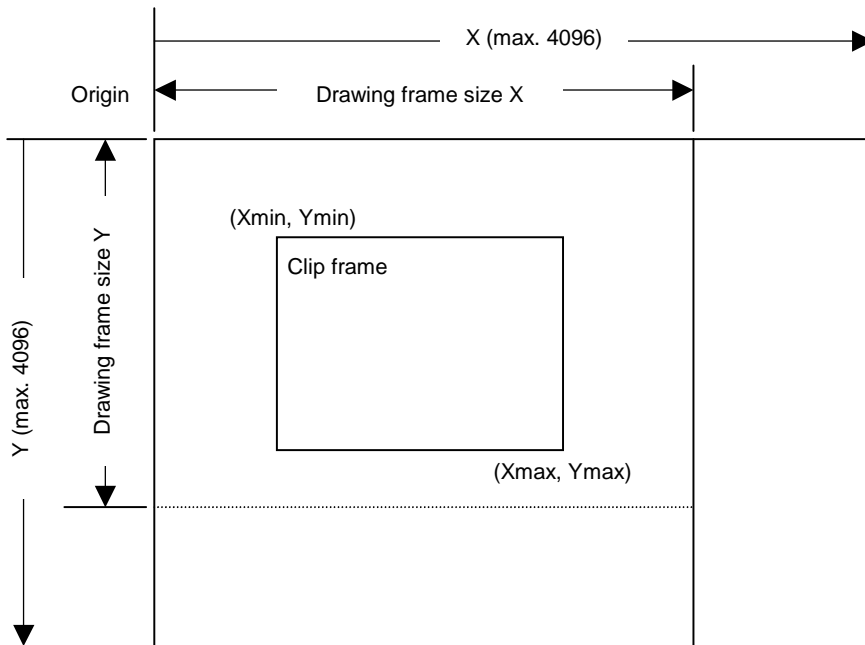 X (max. 4096)
Origin
Drawing frame size X
(Xmin, Ymin)
Clip frame
Drawing frame size Y
Y (max. 4096)
(Xmax, Ymax)